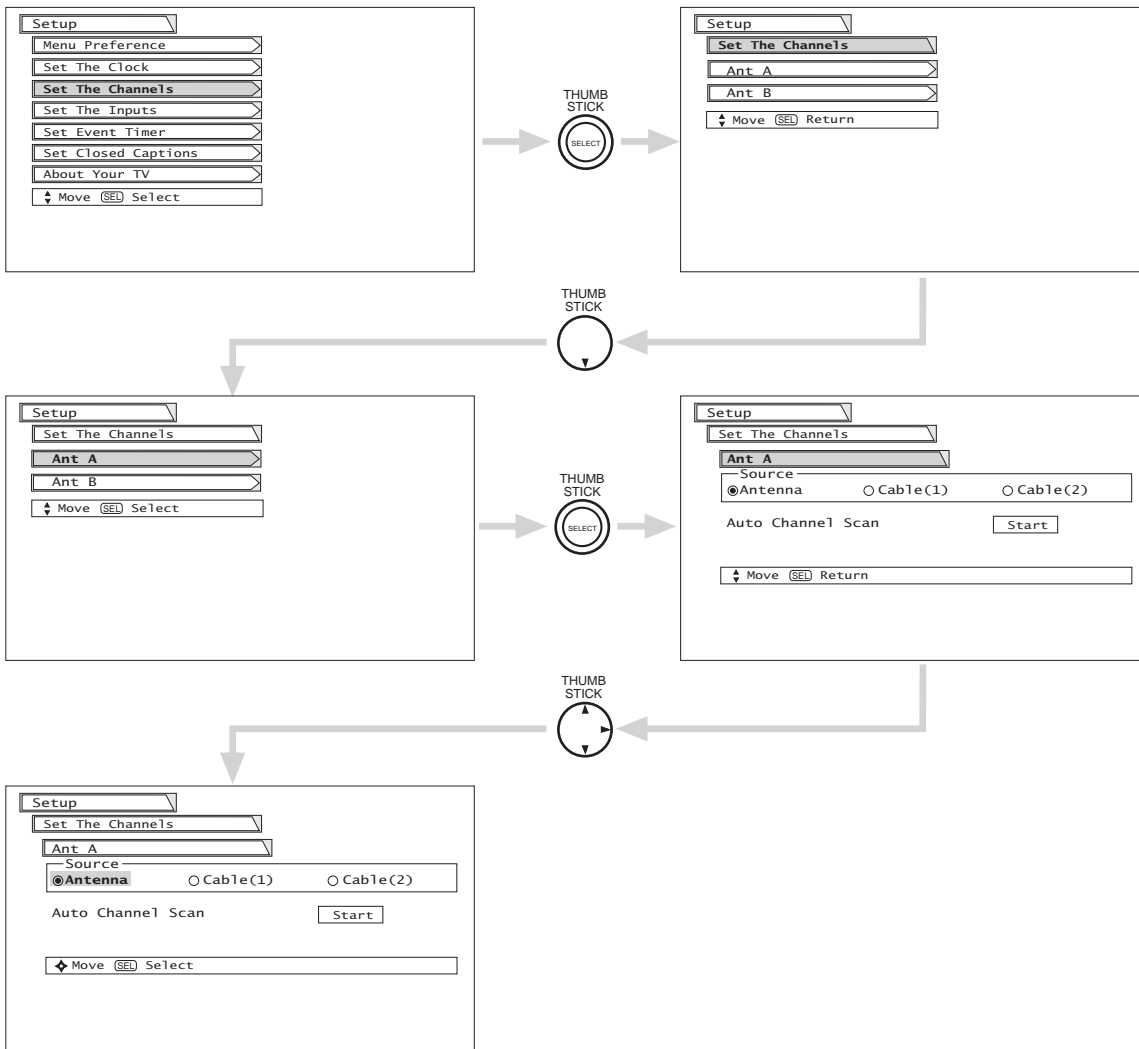 Setup
Menu Preference
Set The Clock
Set The Channels
Set The Inputs
Set Event Timer
Set Closed Captions
About Your TV
Move SEL Select
THUMB
STICK
SELECT
Setup
Set The Channels
Ant A
Ant B
Move SEL Return
THUMB
STICK
Setup
Set The Channels
Ant A
Ant B
Move SEL Select
THUMB
STICK
SELECT
Setup
Set The Channels
Ant A
Source
Antenna Cable(1) Cable(2)
Auto Channel Scan Start
Move SEL Return
THUMB
STICK
Setup
Set The Channels
Ant A
Source
Antenna Cable(1) Cable(2)
Auto Channel Scan Start
Move SEL Select